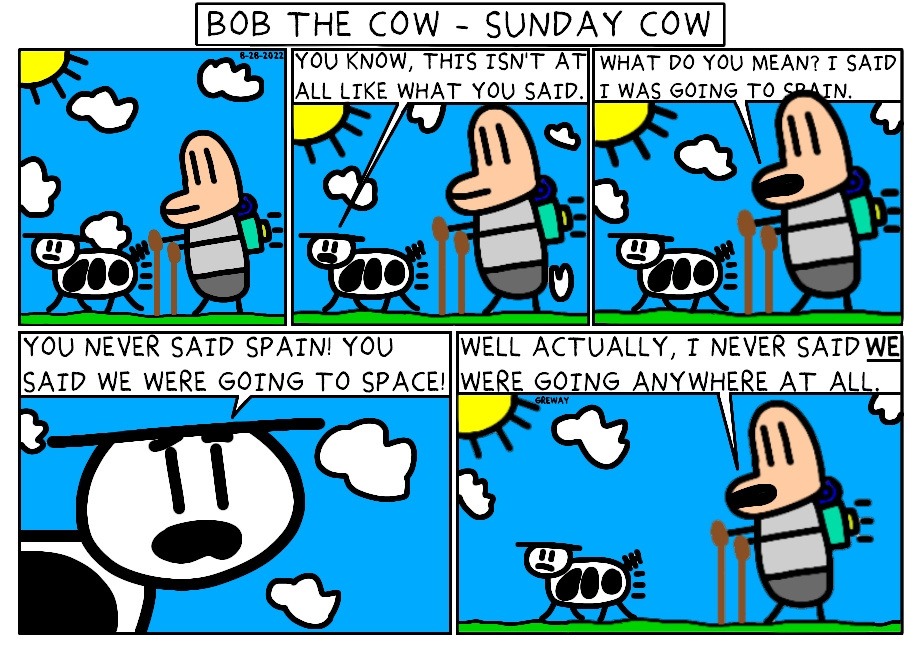 BOB THE COW - SUNDAY COW
8-28-2022
YOU KNOW, THIS ISN'T AT
ALL LIKE WHAT YOU SAID.
WHAT DO YOU MEAN? I SAID
I WAS GOING TO SPAIN.
YOU NEVER SAID SPAIN! YOU
SAID WE WERE GOING TO SPACE!
WELL ACTUALLY, I NEVER SAID WE
WERE GOING ANYWHERE AT ALL.
GREWAY